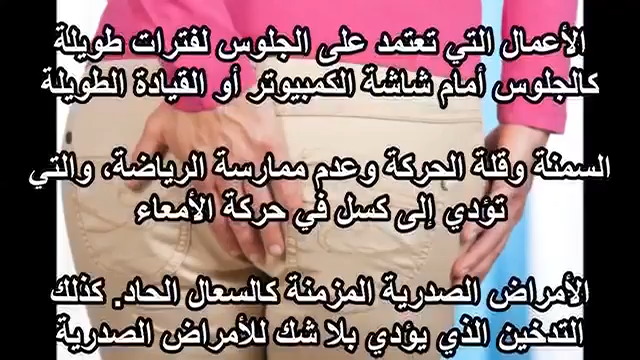 الأعمال التي تعتمد على الجلوس لفترات طويلة
كالجلوس أمام شاشة الكمبيوتر أو القيادة الطويلة
السمنة وقلة الحركة وعدم ممارسة الرياضة، والتي
تؤدي إلى كسل في حركة الأمعاء
الأمراض الصدرية المزمنة كالسعال الحاد. كذلك
التدخين الذي يؤدي بلا شك للأمراض الصدرية